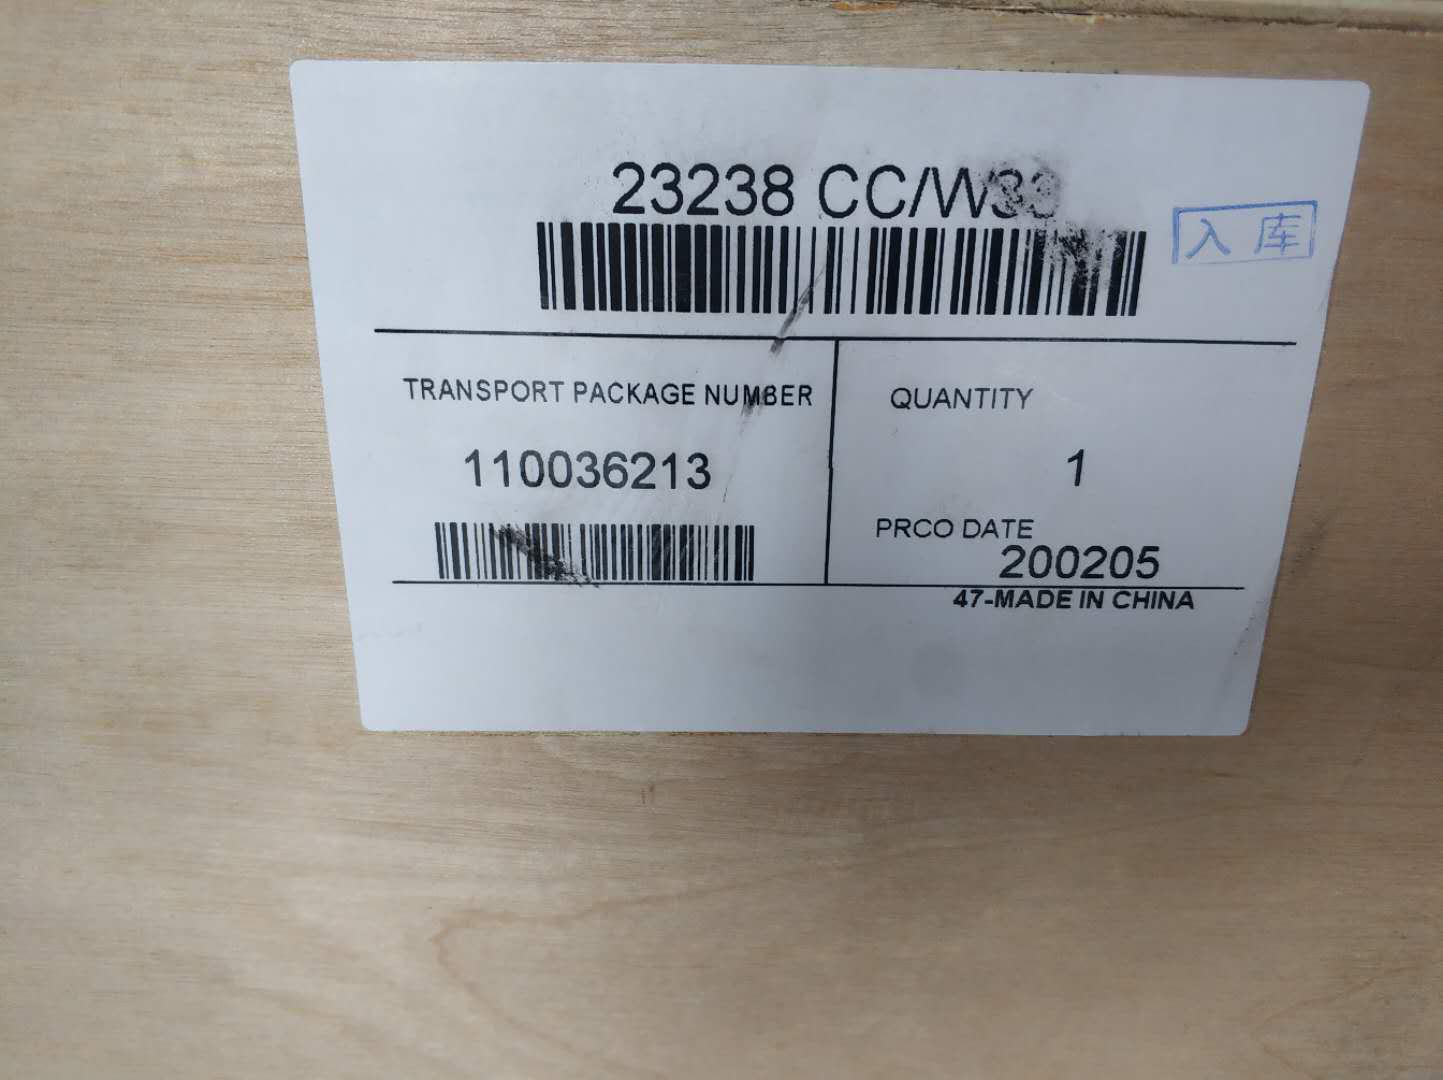 23238 CC/W33
入库
TRANSPORT PACKAGE NUMBER
110036213
QUANTITY
1
PRCO DATE
200205
47-MADE IN CHINA